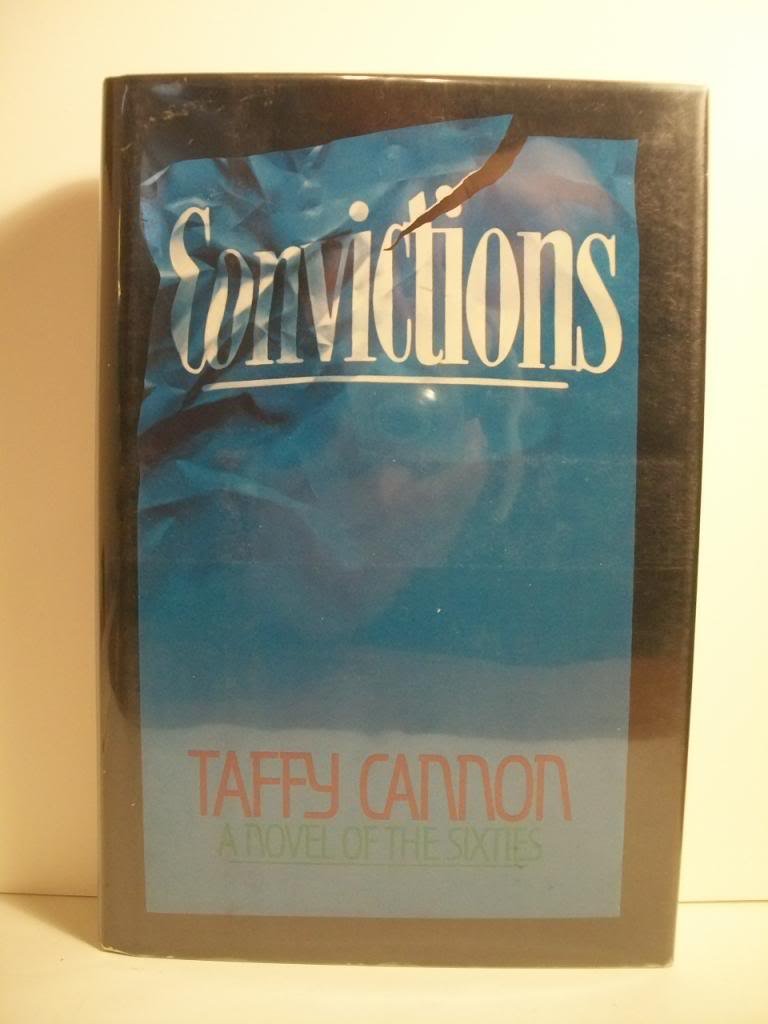 Convictions
TAFFY CANNON
A NOVEL OF THE SIXTIES